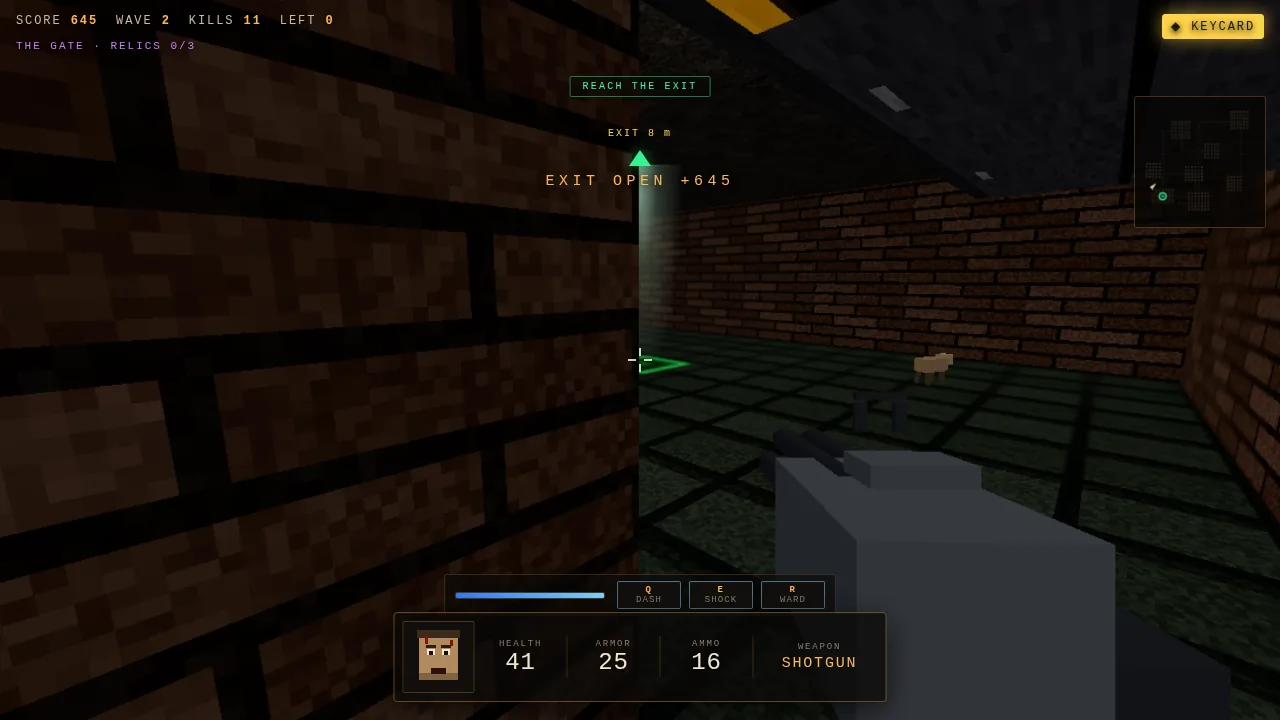 SCORE 645 WAVE 2 KILLS 11 LEFT 0
THE GATE · RELICS 0/3
◆ KEYCARD
REACH THE EXIT
EXIT 8 m
EXIT OPEN +645
Q DASH
E SHOCK
R WARD
HEALTH 41
ARMOR 25
AMMO 16
WEAPON SHOTGUN